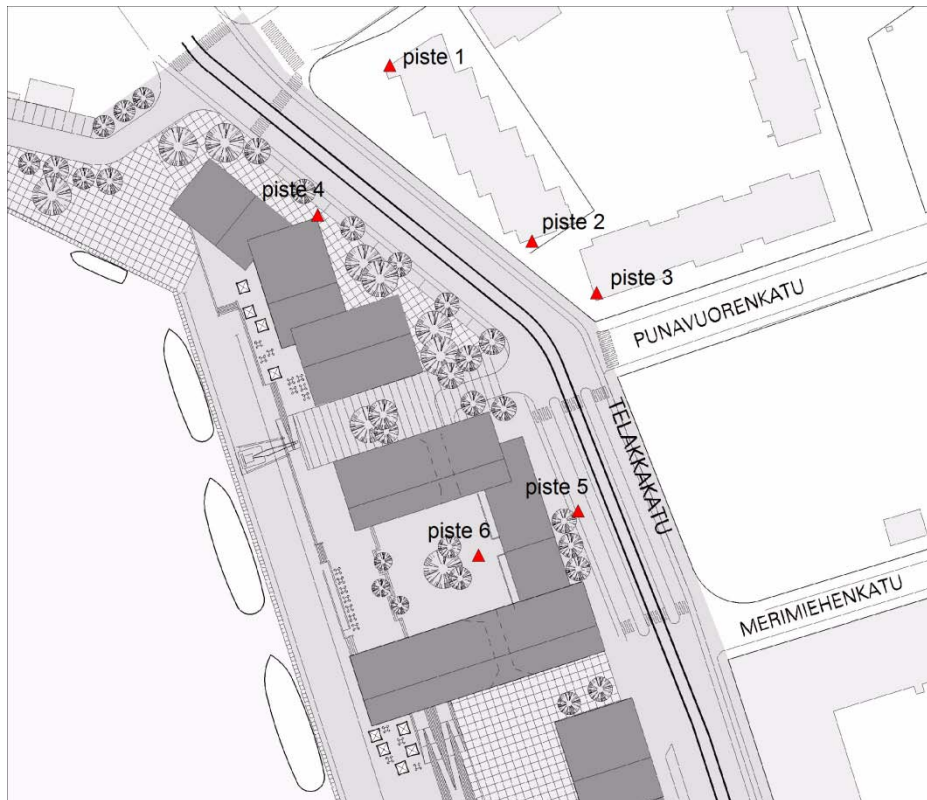 piste 1
piste 4
piste 2
piste 3
PUNAVUORENKATU
TELAKKAKATU
piste 5
piste 6
MERIMIEHENKATU